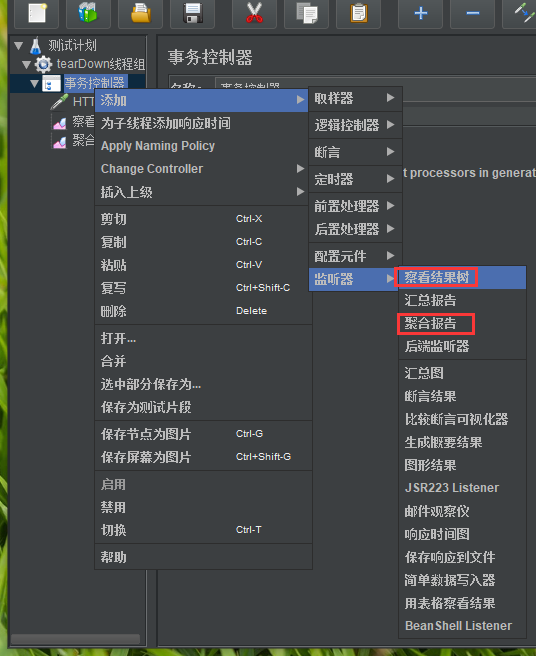 测试计划
tearDown线程组
事务控制器
HTT
察看
聚合
事务控制器
名称： 事务控制器
t processors in generat
添加
为子线程添加响应时间
Apply Naming Policy
Change Controller
插入上级
剪切 Ctrl-X
复制 Ctrl-C
粘贴 Ctrl-V
复写 Ctrl+Shift-C
删除 Delete
打开...
合并
选中部分保存为...
保存为测试片段
保存节点为图片 Ctrl-G
保存屏幕为图片 Ctrl+Shift-G
启用
禁用
切换 Ctrl-T
帮助
取样器
逻辑控制器
断言
定时器
前置处理器
后置处理器
配置元件
监听器
察看结果树
汇总报告
聚合报告
后端监听器
汇总图
断言结果
比较断言可视化器
生成概要结果
图形结果
JSR223 Listener
邮件观察仪
响应时间图
保存响应到文件
简单数据写入器
用表格察看结果
BeanShell Listener